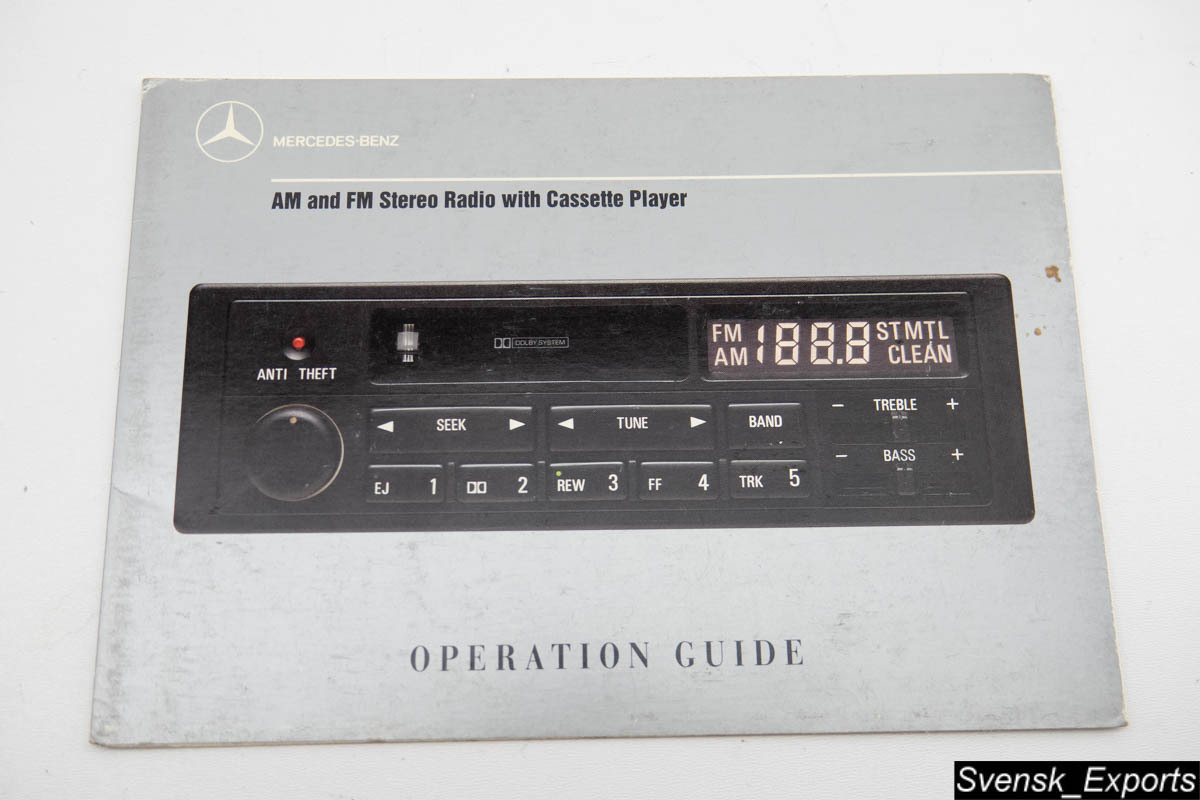 MERCEDES-BENZ
AM and FM Stereo Radio with Cassette Player
ANTI THEFT
DOLBY SYSTEM
FM 188.8 ST MTL
AM CLEAN
SEEK
TUNE
BAND
- TREBLE +
- BASS +
EJ 1
2
REW 3
FF 4
TRK 5
OPERATION GUIDE
Svensk_Exports